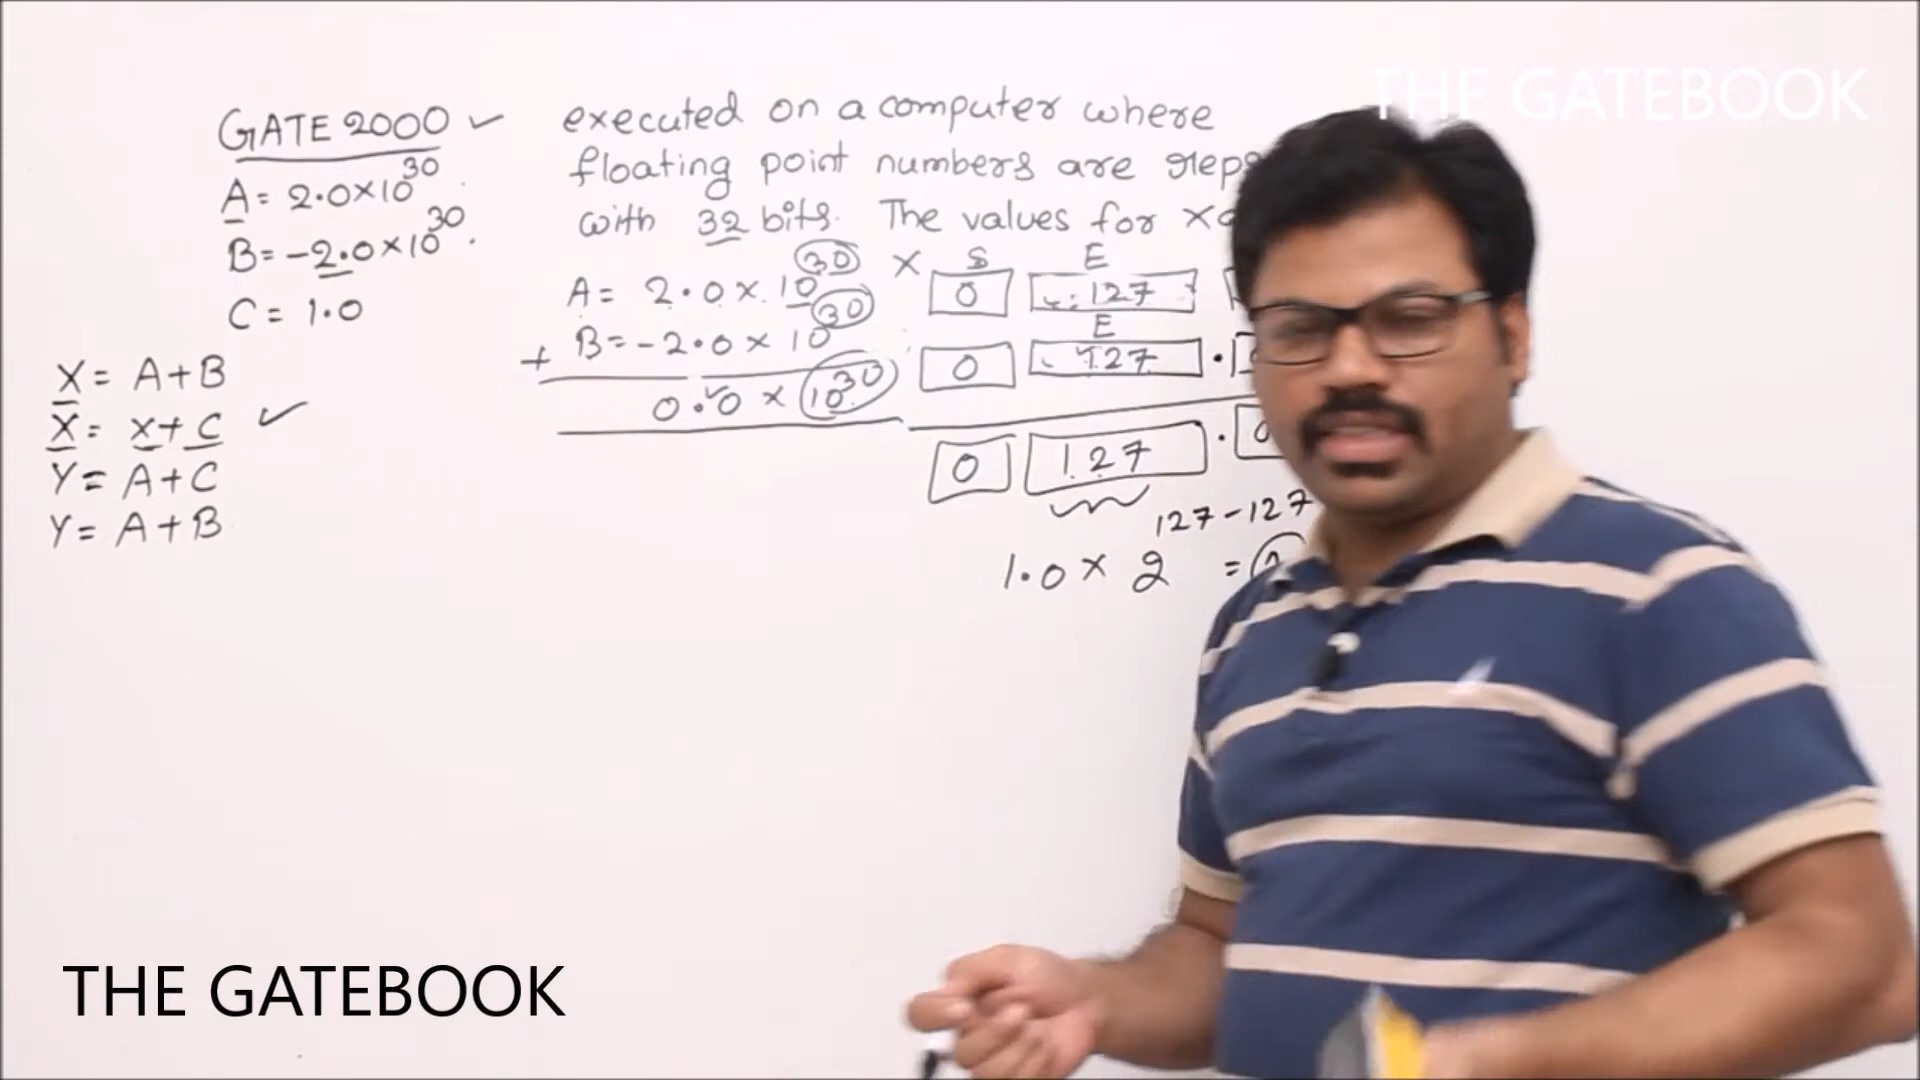 THE GATEBOOK
GATE 2000 ✓
A = 2.0×10^30
B = -2.0×10^30
C = 1.0
X = A+B
X = X+C ✓
Y = A+C
Y = A+B
executed on a computer where
floating point numbers are
with 32 bits. The values for
A = 2.0 × 10^30
+ B = -2.0 × 10^30
0.0 × 10^30
X S E
0 127
E
0 127 .
0 127 .
1.0 × 2^127-127 =
THE GATEBOOK